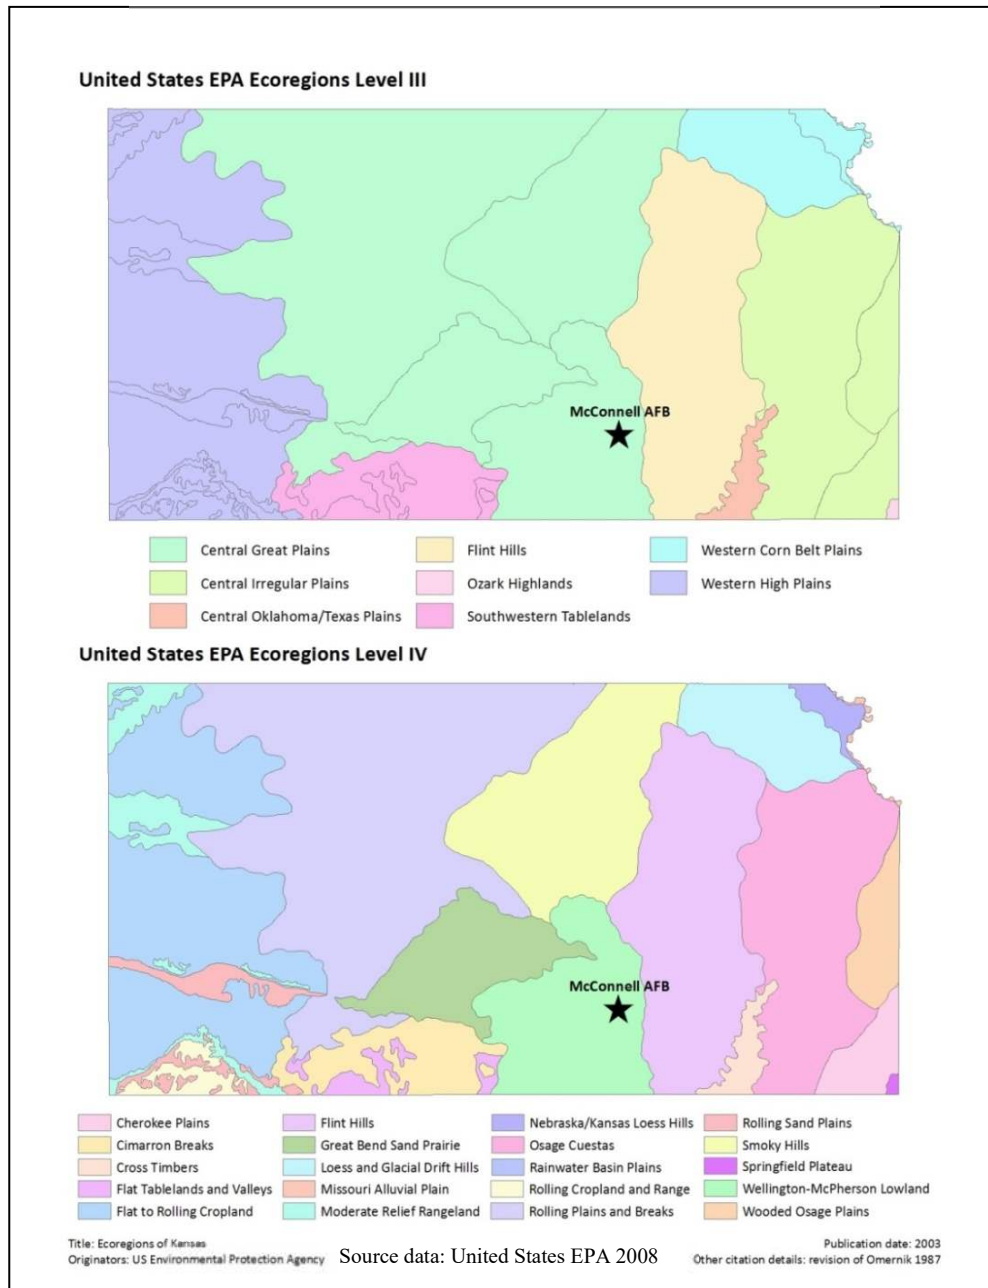 United States EPA Ecoregions Level III
McConnell AFB
Central Great Plains
Flint Hills
Western Corn Belt Plains
Central Irregular Plains
Ozark Highlands
Western High Plains
Central Oklahoma/Texas Plains
Southwestern Tablelands
United States EPA Ecoregions Level IV
McConnell AFB
Cherokee Plains
Flint Hills
Nebraska/Kansas Loess Hills
Rolling Sand Plains
Cimarron Breaks
Great Bend Sand Prairie
Osage Cuestas
Smoky Hills
Cross Timbers
Loess and Glacial Drift Hills
Rainwater Basin Plains
Springfield Plateau
Flat Tablelands and Valleys
Missouri Alluvial Plain
Rolling Cropland and Range
Wellington-McPherson Lowland
Flat to Rolling Cropland
Moderate Relief Rangeland
Rolling Plains and Breaks
Wooded Osage Plains
Title: Ecoregions of Kansas
Publication date: 2003
Originators: US Environmental Protection Agency
Source data: United States EPA 2008
Other citation details: revision of Omernik 1987